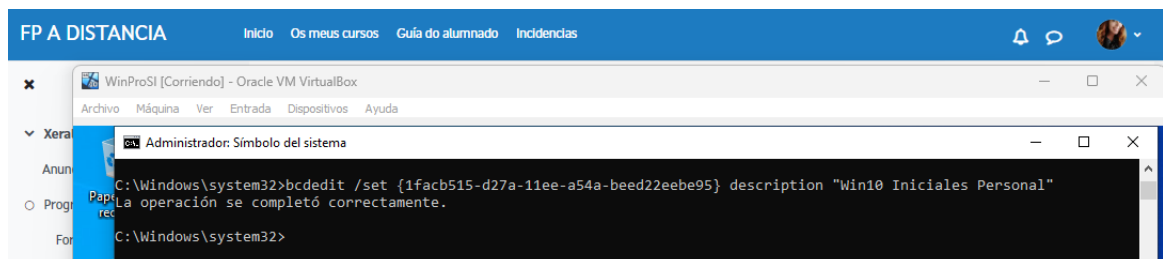 FP A DISTANCIA Inicio Os meus cursos Guía do alumnado Incidencias
WinProSI [Corriendo] - Oracle VM VirtualBox
Archivo Máquina Ver Entrada Dispositivos Ayuda
Xeral
Administrador: Símbolo del sistema
Anun
C:\Windows\system32>bcdedit /set {1facb515-d27a-11ee-a54a-beed22eebe95} description "Win10 Iniciales Personal"
Progr
Pape
La operación se completó correctamente.
rec
C:\Windows\system32>
For